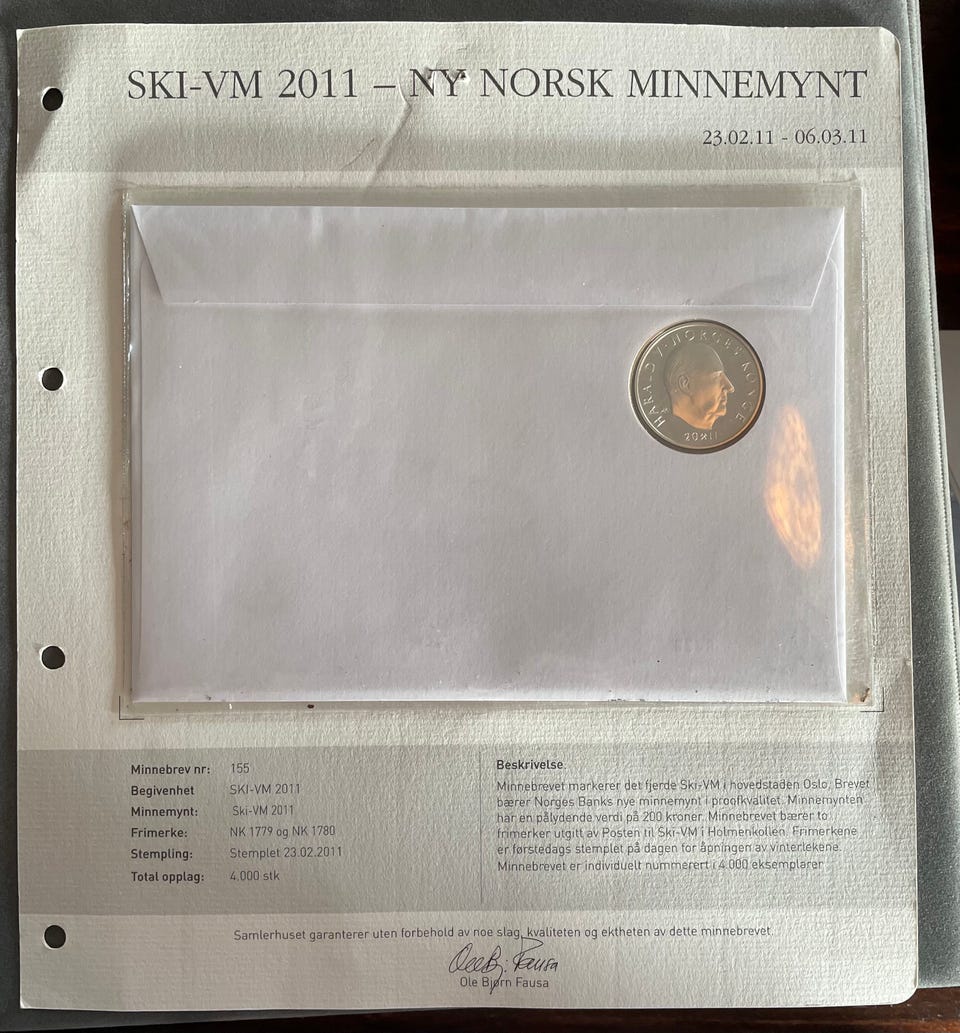 SKI-VM 2011 – NY NORSK MINNEMYNT
23.02.11 - 06.03.11
HARALD V NORGES KONGE
2011
Minnebrev nr: 155
Begivenhet SKI-VM 2011
Minnemynt: Ski-VM 2011
Frimerke: NK 1779 og NK 1780
Stempling: Stemplet 23.02.2011
Total opplag: 4.000 stk
Beskrivelse:
Minnebrevet markerer det fjerde Ski-VM i hovedstaden Oslo. Brevet
bærer Norges Banks nye minnemynt i proofkvalitet. Minnemynten
har en pålydende verdi på 200 kroner. Minnebrevet bærer to
frimerker utgitt av Posten til Ski-VM i Holmenkollen. Frimerkene
er førstedags stemplet på dagen for åpningen av vinterlekene.
Minnebrevet er individuelt nummerert i 4.000 eksemplarer
Samlerhuset garanterer uten forbehold av noe slag, kvaliteten og ektheten av dette minnebrevet
Ole Bj. Fausa
Ole Bjørn Fausa